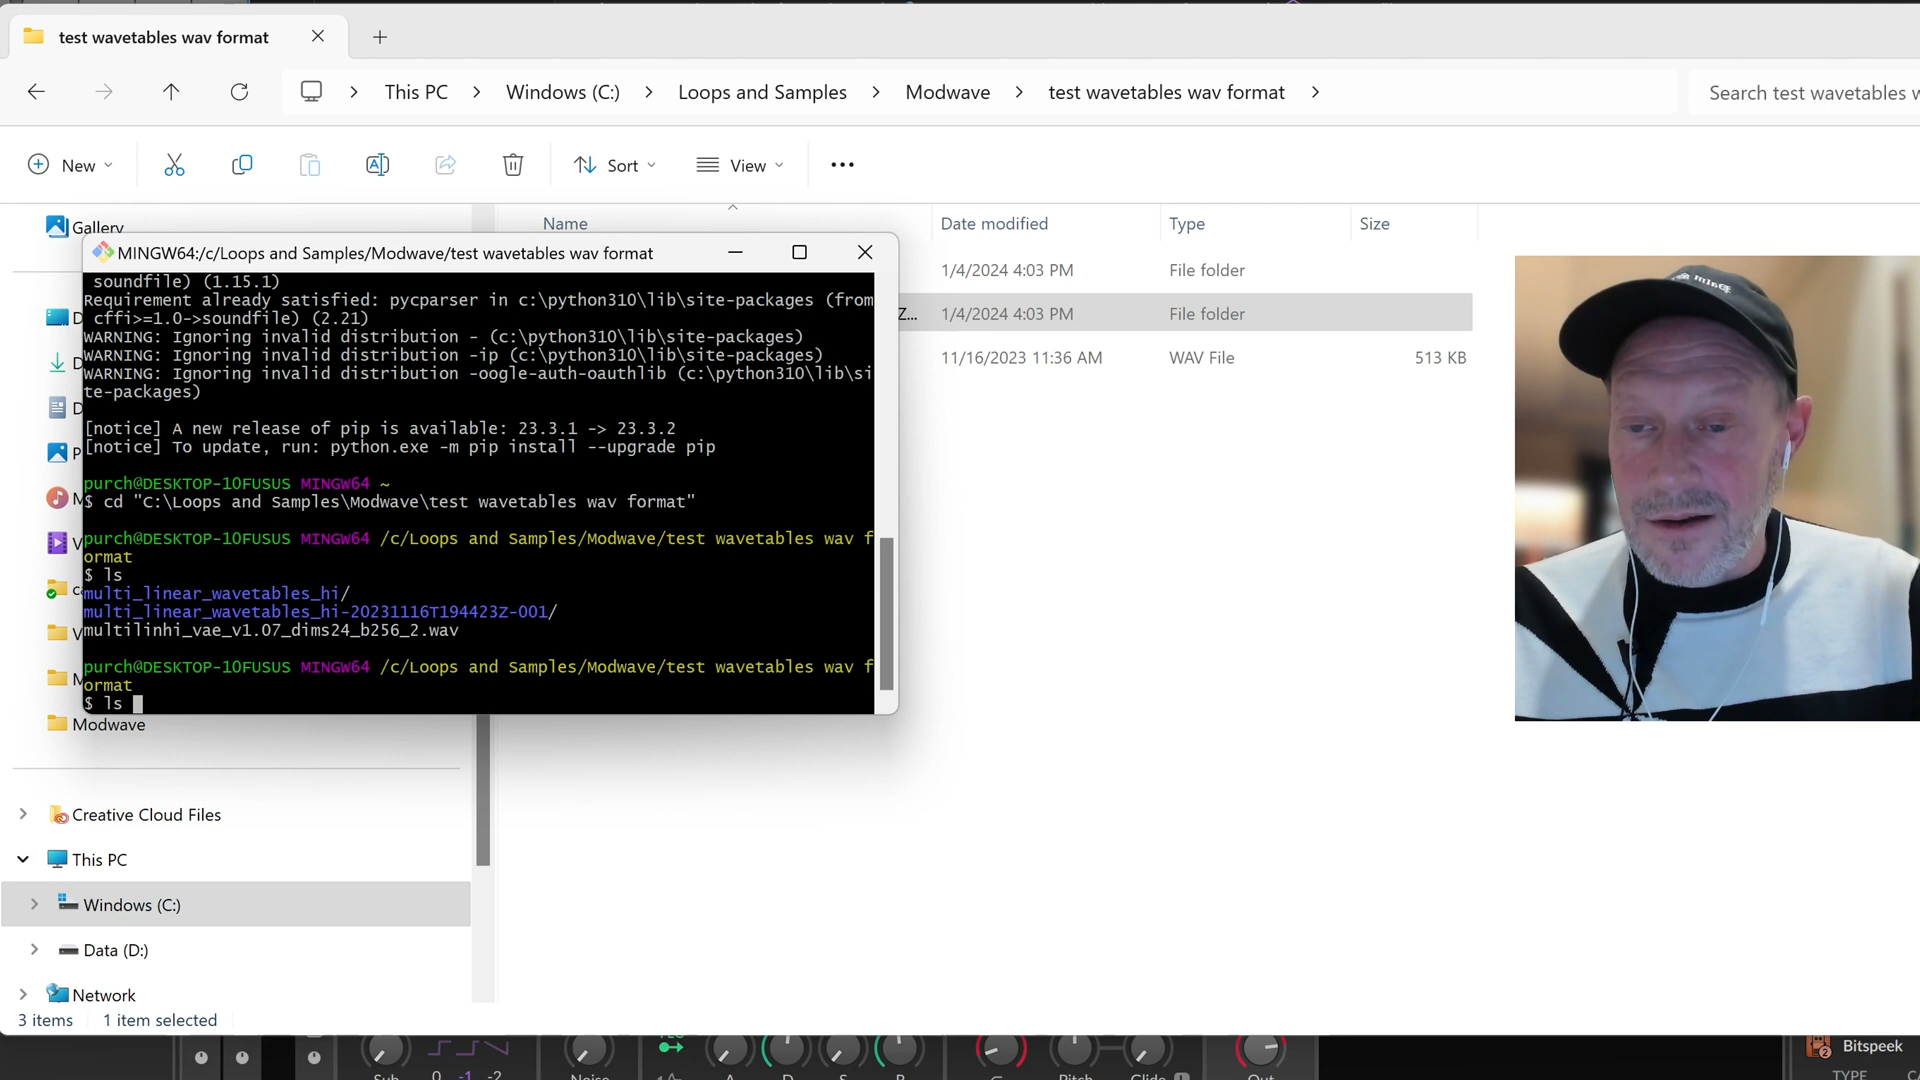 test wavetables wav format
This PC
Windows (C:)
Loops and Samples
Modwave
test wavetables wav format
Search test wavetables w
New
Sort
View
Name
Date modified
Type
Size
Gallery
1/4/2024 4:03 PM
File folder
Z...
1/4/2024 4:03 PM
File folder
11/16/2023 11:36 AM
WAV File
513 KB
MINGW64:/c/Loops and Samples/Modwave/test wavetables wav format
soundfile) (1.15.1)
Requirement already satisfied: pycparser in c:\python310\lib\site-packages (from
cffi>=1.0->soundfile) (2.21)
WARNING: Ignoring invalid distribution - (c:\python310\lib\site-packages)
WARNING: Ignoring invalid distribution -ip (c:\python310\lib\site-packages)
WARNING: Ignoring invalid distribution -oogle-auth-oauthlib (c:\python310\lib\si
te-packages)
[notice] A new release of pip is available: 23.3.1 -> 23.3.2
[notice] To update, run: python.exe -m pip install --upgrade pip
purch@DESKTOP-10FUSUS MINGW64 ~
$ cd "C:\Loops and Samples\Modwave\test wavetables wav format"
purch@DESKTOP-10FUSUS MINGW64 /c/Loops and Samples/Modwave/test wavetables wav f
ormat
$ ls
multi_linear_wavetables_hi/
multi_linear_wavetables_hi-20231116T194423Z-001/
multilinhi_vae_v1.07_dims24_b256_2.wav
purch@DESKTOP-10FUSUS MINGW64 /c/Loops and Samples/Modwave/test wavetables wav f
ormat
$ ls
Modwave
Creative Cloud Files
This PC
Windows (C:)
Data (D:)
Network
3 items
1 item selected
Sub
0 -1 -2
Noise
A
D
S
R
Pitch
Glide
L
Out
Bitspeek
TYPE